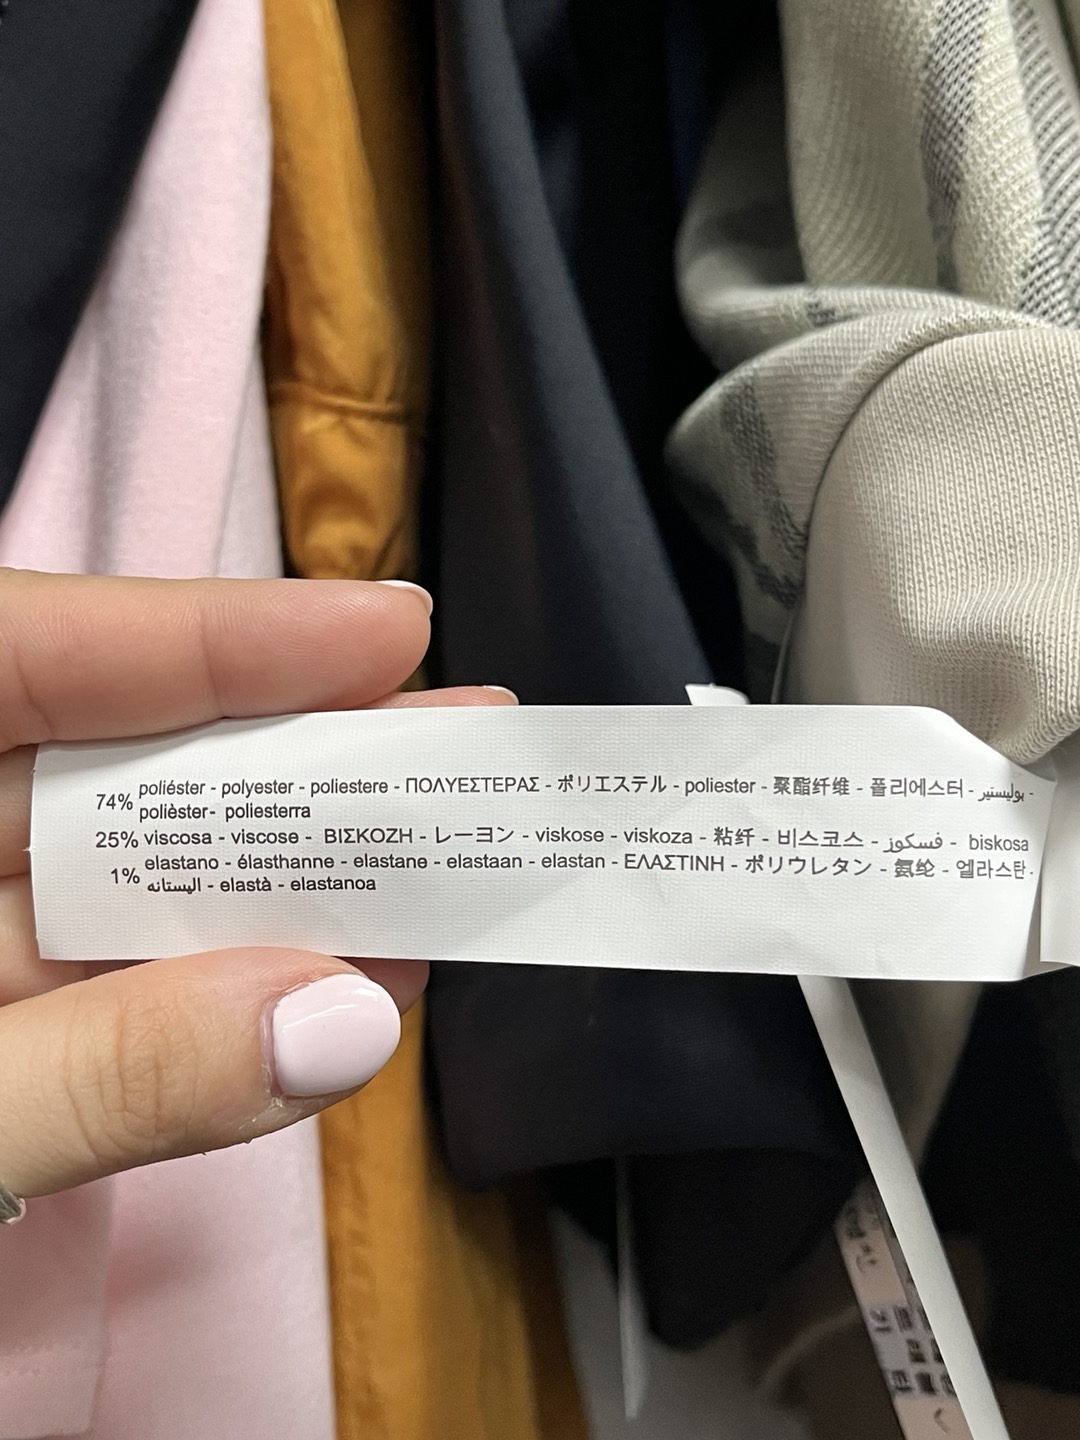 74% poliéster - polyester - poliestere - ΠΟΛΥΕΣΤΕΡΑΣ - ポリエステル - poliester - 聚酯纤维 - 폴리에스터 - بوليستير -
polièster- poliesterra
25% viscosa - viscose - ΒΙΣΚΟΖΗ - レーヨン - viskose - viskoza - 粘纤 - 비스코스 - فسكوز - biskosa
1% elastano - élasthanne - elastane - elastaan - elastan - ΕΛΑΣΤΙΝΗ - ポリウレタン - 氨纶 - 엘라스탄 -
اليستانه - elastà - elastanoa